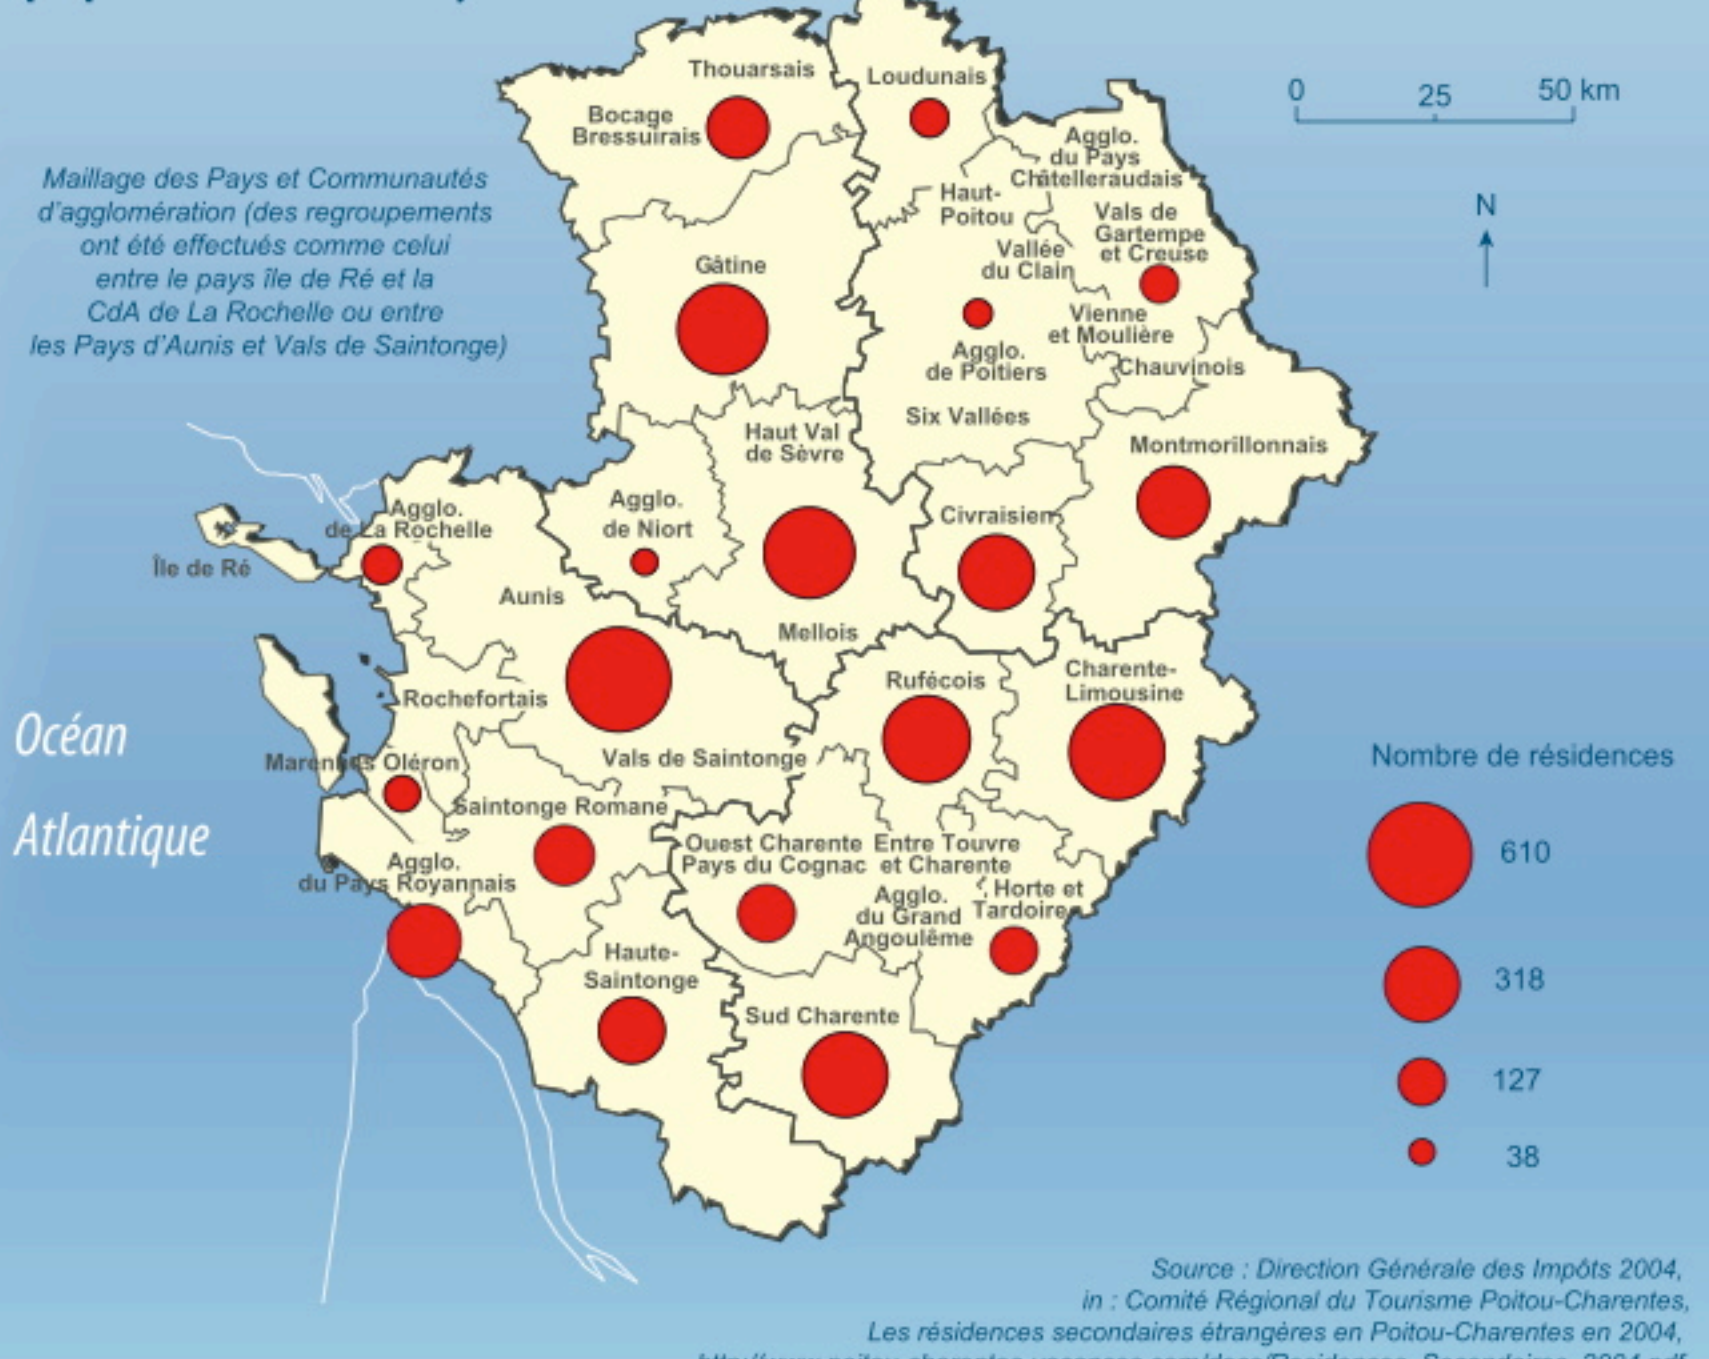 Thouarsais
Loudunais
Bocage
Bressuirais
0 25 50 km
Agglo.
du Pays
Châtelleraudais
Maillage des Pays et Communautés
d'agglomération (des regroupements
ont été effectués comme celui
entre le pays île de Ré et la
CdA de La Rochelle ou entre
les Pays d'Aunis et Vals de Saintonge)
Haut-
Poitou
N
Vals de
Gartempe
et Creuse
Vallée
du Clain
Gâtine
Vienne
et Moulière
Agglo.
de Poitiers
Chauvinois
Six Vallées
Haut Val
de Sèvre
Montmorillonnais
Agglo.
de La Rochelle
Agglo.
de Niort
Civraisien
Île de Ré
Aunis
Mellois
Rufécois
Charente-
Limousine
Rochefortais
Océan
Atlantique
Marennes Oléron
Vals de Saintonge
Saintonge Romane
Ouest Charente
Pays du Cognac
Entre Touvre
et Charente
Agglo.
du Pays Royannais
Agglo.
du Grand
Angoulême
Horte et
Tardoire
Haute-
Saintonge
Sud Charente
Nombre de résidences
610
318
127
38
Source : Direction Générale des Impôts 2004,
in : Comité Régional du Tourisme Poitou-Charentes,
Les résidences secondaires étrangères en Poitou-Charentes en 2004,